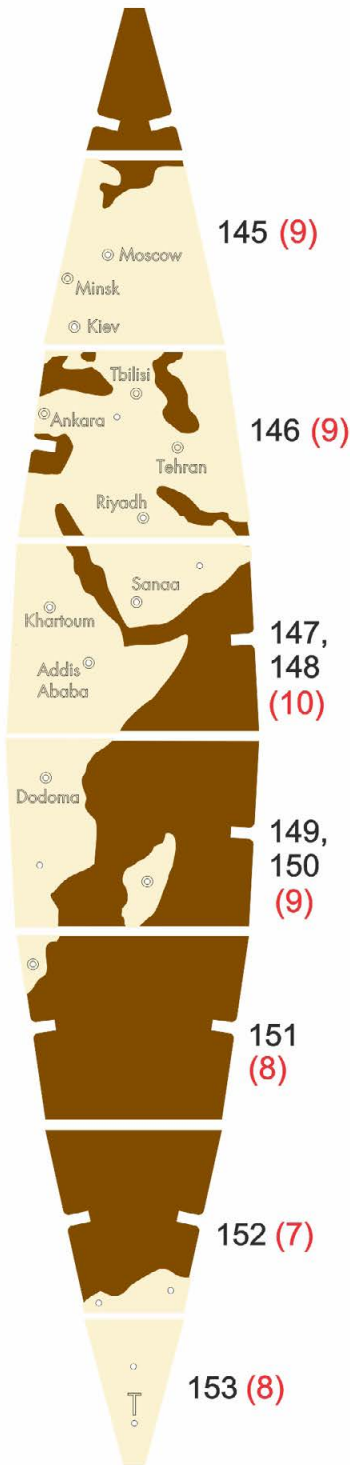 145 (9)
Moscow
Minsk
Kiev
Tbilisi
Ankara
146 (9)
Tehran
Riyadh
Sanaa
Khartoum
147,
148
(10)
Addis
Ababa
Dodoma
149,
150
(9)
151
(8)
152 (7)
153 (8)
T